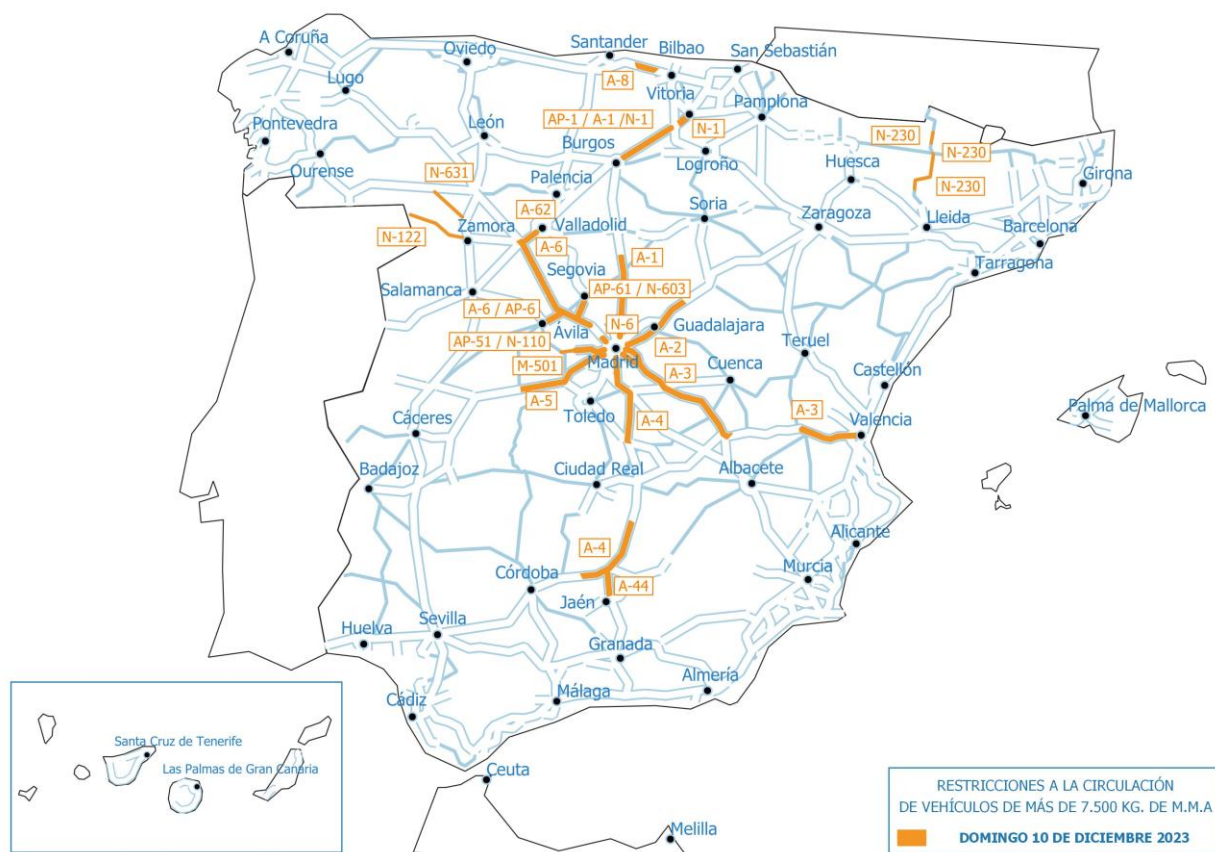 A Coruña
Oviedo
Santander
Bilbao
San Sebastián
Lugo
A-8
Vitoria
Pamplona
Pontevedra
León
AP-1 / A-1 /N-1
N-1
N-230
Burgos
Logroño
Huesca
N-230
Girona
Ourense
N-631
Palencia
N-230
A-62
Valladolid
Soria
Zaragoza
Lleida
Barcelona
N-122
Zamora
A-6
Segovia
A-1
Tarragona
Salamanca
AP-61 / N-603
A-6 / AP-6
N-6
Guadalajara
Ávila
AP-51 / N-110
A-2
Teruel
Madrid
M-501
A-3
Cuenca
Castellón
A-5
Toledo
A-3
Palma de Mallorca
Cáceres
A-4
Valencia
Badajoz
Ciudad Real
Albacete
Alicante
A-4
Córdoba
A-44
Murcia
Jaén
Huelva
Sevilla
Granada
Almería
Cádiz
Málaga
Santa Cruz de Tenerife
Las Palmas de Gran Canaria
Ceuta
Melilla
RESTRICCIONES A LA CIRCULACIÓN
DE VEHÍCULOS DE MÁS DE 7.500 KG. DE M.M.A
DOMINGO 10 DE DICIEMBRE 2023